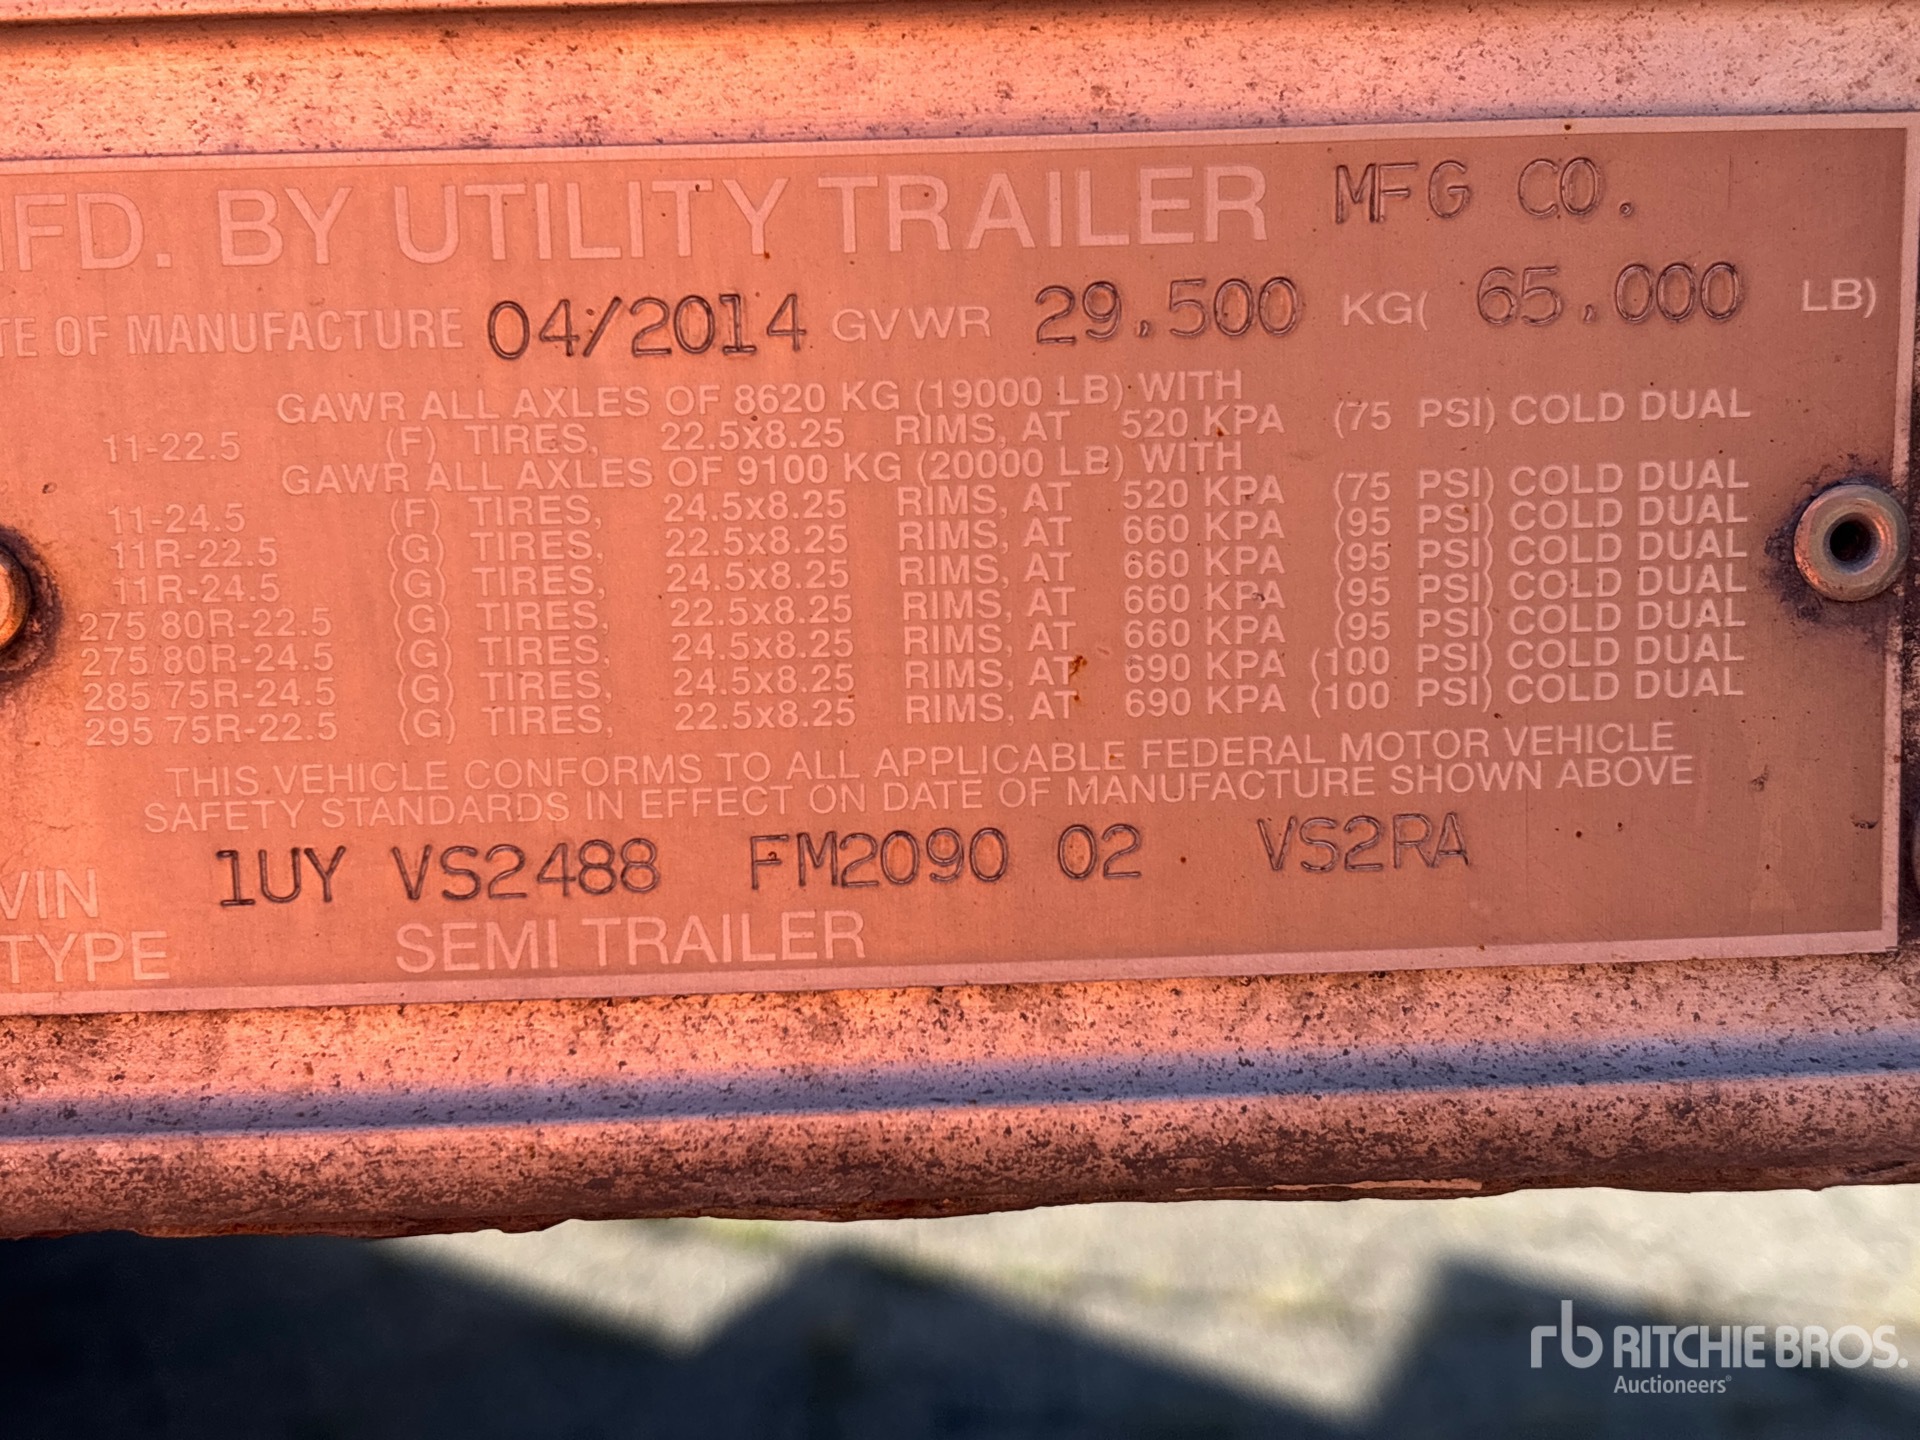 MFD. BY UTILITY TRAILER MFG CO.
TE OF MANUFACTURE 04/2014 GVWR 29,500 KG( 65,000 LB)
GAWR ALL AXLES OF 8620 KG (19000 LB) WITH
11-22.5 (F) TIRES, 22.5x8.25 RIMS, AT 520 KPA (75 PSI) COLD DUAL
GAWR ALL AXLES OF 9100 KG (20000 LB) WITH
11-24.5 (F) TIRES, 24.5x8.25 RIMS, AT 520 KPA (75 PSI) COLD DUAL
11R-22.5 (G) TIRES, 22.5x8.25 RIMS, AT 660 KPA (95 PSI) COLD DUAL
11R-24.5 (G) TIRES, 24.5x8.25 RIMS, AT 660 KPA (95 PSI) COLD DUAL
275/80R-22.5 (G) TIRES, 22.5x8.25 RIMS, AT 660 KPA (95 PSI) COLD DUAL
275/80R-24.5 (G) TIRES, 24.5x8.25 RIMS, AT 660 KPA (95 PSI) COLD DUAL
285/75R-24.5 (G) TIRES, 24.5x8.25 RIMS, AT 690 KPA (100 PSI) COLD DUAL
295/75R-22.5 (G) TIRES, 22.5x8.25 RIMS, AT 690 KPA (100 PSI) COLD DUAL
THIS VEHICLE CONFORMS TO ALL APPLICABLE FEDERAL MOTOR VEHICLE
SAFETY STANDARDS IN EFFECT ON DATE OF MANUFACTURE SHOWN ABOVE
VIN 1UY VS2488 FM2090 02 VS2RA
TYPE SEMI TRAILER
rb RITCHIE BROS.
Auctioneers